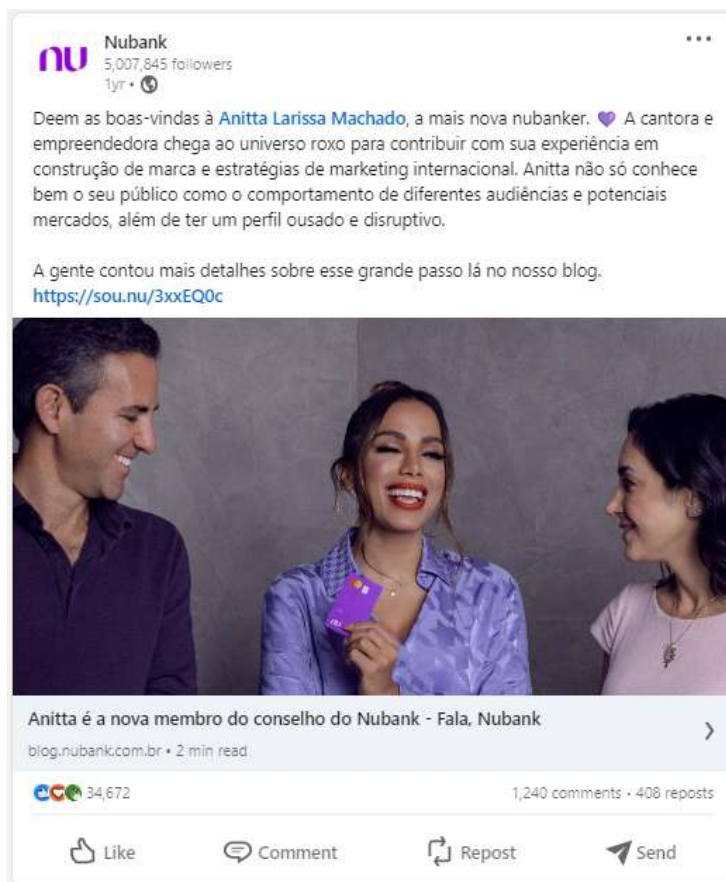 nu
Nubank
5,007,845 followers
1yr •
Deem as boas-vindas à Anitta Larissa Machado, a mais nova nubanker. 💜 A cantora e
empreendedora chega ao universo roxo para contribuir com sua experiência em
construção de marca e estratégias de marketing internacional. Anitta não só conhece
bem o seu público como o comportamento de diferentes audiências e potenciais
mercados, além de ter um perfil ousado e disruptivo.
A gente contou mais detalhes sobre esse grande passo lá no nosso blog.
https://sou.nu/3xxEQ0c
nu
Anitta é a nova membro do conselho do Nubank - Fala, Nubank
blog.nubank.com.br • 2 min read
34,672
1,240 comments • 408 reposts
Like
Comment
Repost
Send